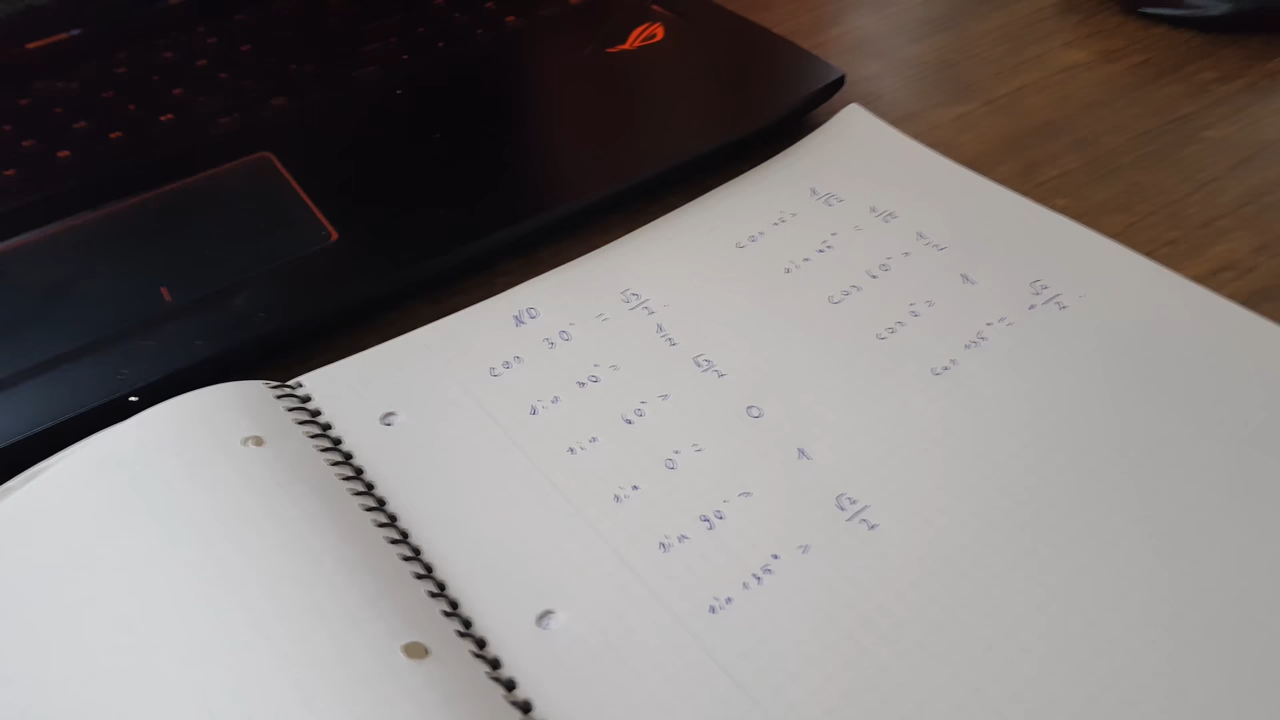 ND
cos 30° = √3/2
sin 30° = 1/2
sin 60° = √3/2
sin 0° = 0
sin 90° = 1
sin 135° = √2/2
cos 45° = 1/√2
sin 45° = 1/√2
cos 60° = 1/2
cos 0° = 1
cos 135° = -√2/2